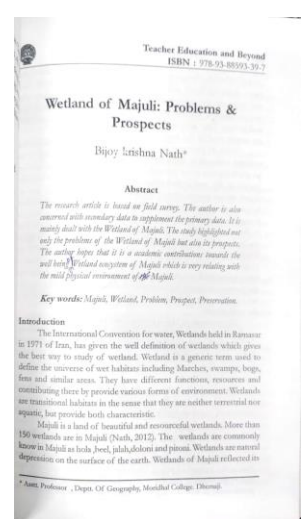 Teacher Education and Beyond
ISBN : 978-93-88593-39-7
Wetland of Majuli: Problems &
Prospects
Bijoy Krishna Nath*
Abstract
The research article is based on field survey. The author is also
concerned with secondary data to supplement the primary data. It is
mainly dealt with the Wetland of Majuli. The study highlighted not
only the problems of the Wetland of Majuli but also its prospects.
The author hopes that it is a academic contributions towards the
well being Wetland ecosystem of Majuli which is very relating with
the mild physical environment of Majuli.
Key words: Majuli, Wetland, Problem, Prospect, Preservation.
Introduction
The International Convention for water, Wetlands held in Ramsar
in 1971 of Iran, has given the well definition of wetlands which gives
the best way to study of wetland. Wetland is a generic term used to
define the universe of wet habitats including Marches, swamps, bogs,
fens and similar areas. They have different functions, resources and
contributing there by provide various forms of environment. Wetlands
are transitional habitats in the sense that they are neither terrestrial nor
aquatic, but provide both characteristic.
Majuli is a land of beautiful and resourceful wetlands. More than
150 wetlands are in Majuli (Nath, 2012). The wetlands are commonly
know in Majuli as hola ,beel, jalah,doloni and pitoni. Wetlands are natural
depression on the surface of the earth. Wetlands of Majuli reflected its
* Asstt. Professor , Deptt. Of Geography, Moridhal College. Dhemaji.